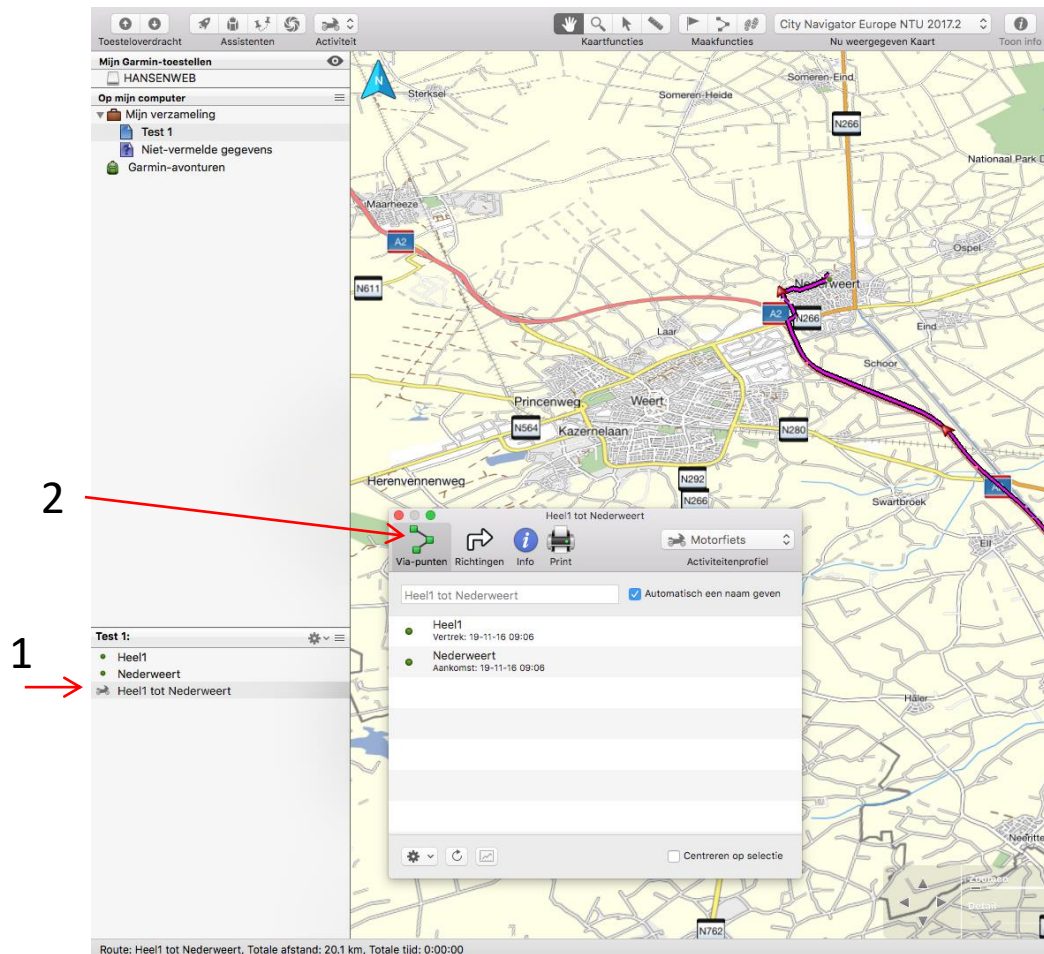 City Navigator Europe NTU 2017.2
Toesteloverdracht Assistenten Activiteit Kaartfuncties Maakfuncties Nu weergegeven Kaart Toon info
Mijn Garmin-toestellen
HANSENWEB
Op mijn computer
Mijn verzameling
Test 1
Niet-vermelde gegevens
Garmin-avonturen
N
Sterksel
Someren-Eind
Someren-Heide
N266
Nationaal Park D
Maarheeze
A2
Ospel
N611
Nederweert
A2
N266
Eind
Laar
Schoor
Princenweg
Weert
N564
Kazernelaan
N280
Herenvennenweg
N292
N266
Swartbroek
Ell
2
Heel1 tot Nederweert
Via-punten Richtingen Info Print
Motorfiets
Activiteitenprofiel
Heel1 tot Nederweert
Automatisch een naam geven
Heel1
Vertrek: 19-11-16 09:06
Nederweert
Aankomst: 19-11-16 09:06
Centreren op selectie
1
Test 1:
Heel1
Nederweert
Heel1 tot Nederweert
Häler
Neeritte
Zoomen
Detail
N762
Route: Heel1 tot Nederweert, Totale afstand: 20.1 km, Totale tijd: 0:00:00